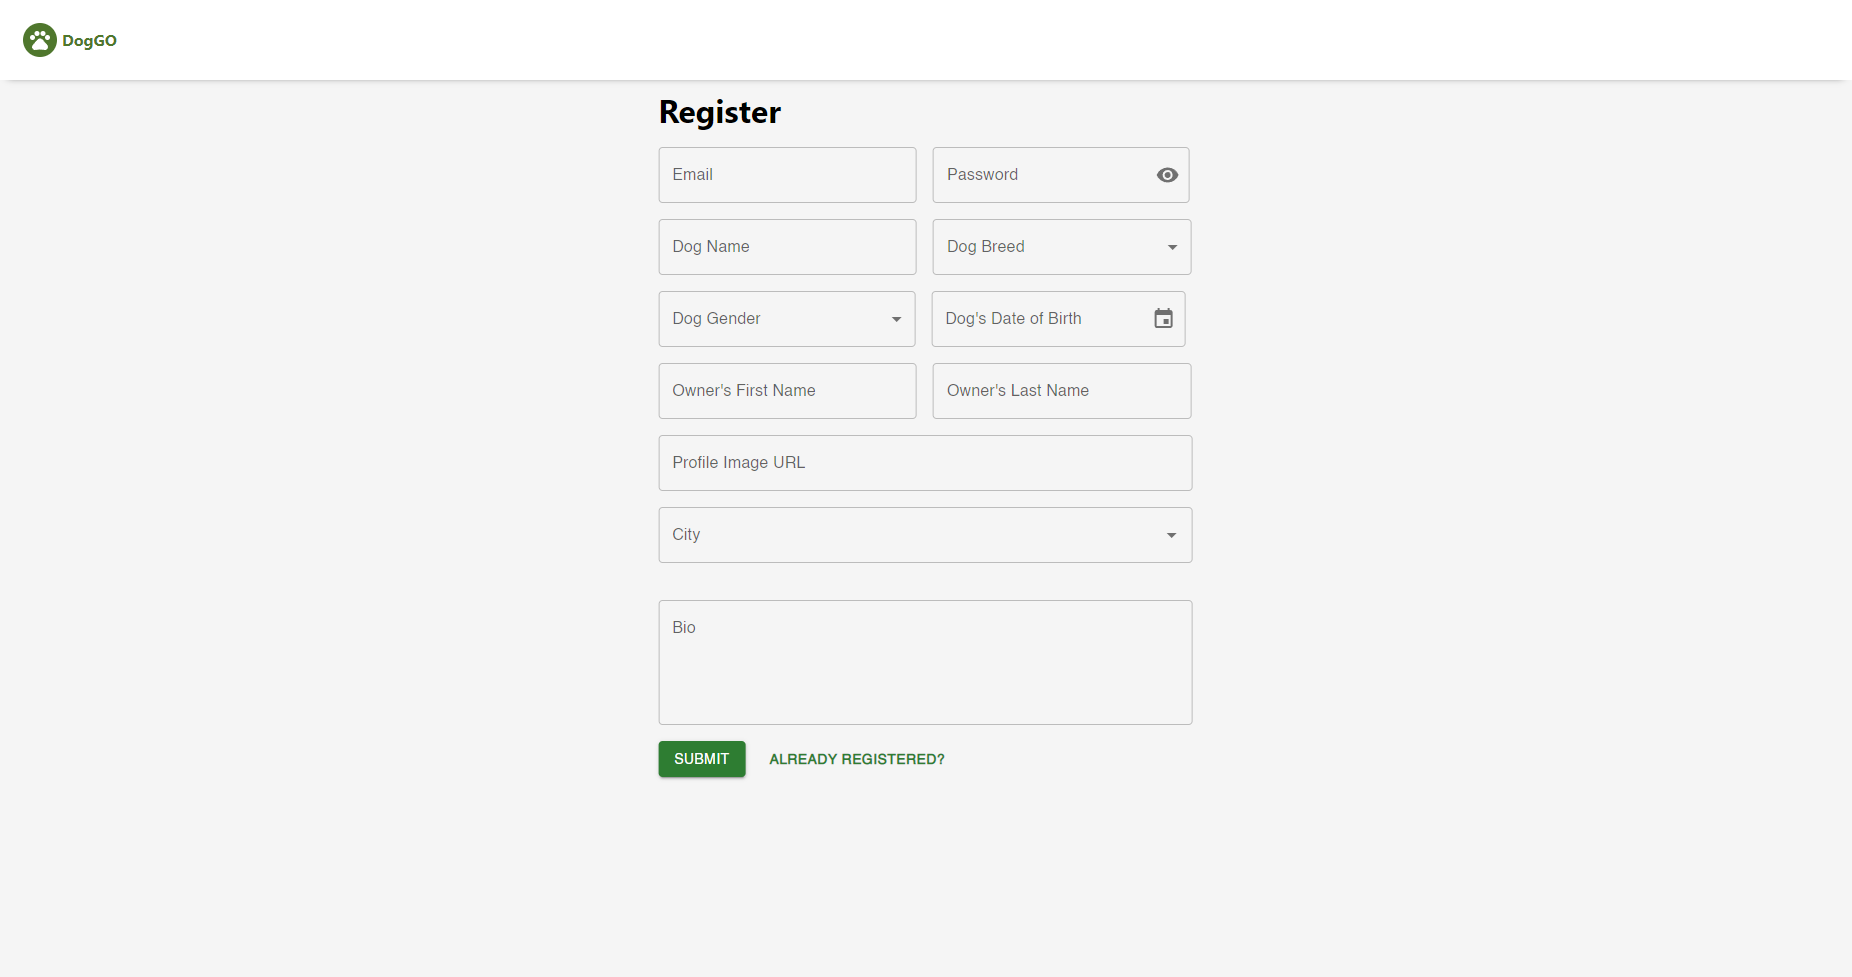 DogGO
Register
Email
Password
Dog Name
Dog Breed
Dog Gender
Dog's Date of Birth
Owner's First Name
Owner's Last Name
Profile Image URL
City
Bio
SUBMIT
ALREADY REGISTERED?